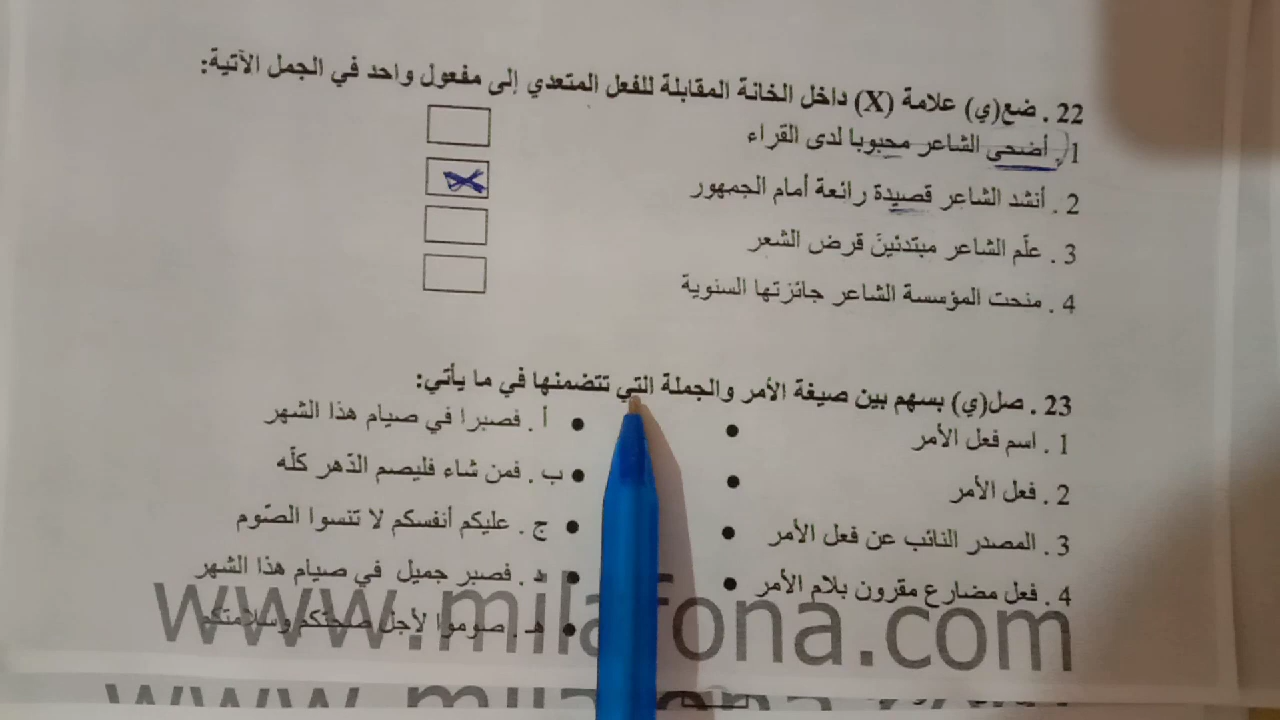 22 . ضع(ي) علامة (X) داخل الخانة المقابلة للفعل المتعدي إلى مفعول واحد في الجمل الآتية:
1 . أضحى الشاعر محبوبا لدى القراء
2 . أنشد الشاعر قصيدة رائعة أمام الجمهور
3 . علّم الشاعر مبتدئينَ قرض الشعر
4 . منحت المؤسسة الشاعر جائزتها السنوية
23 . صل(ي) بسهم بين صيغة الأمر والجملة التي تتضمنها في ما يأتي:
1 . اسم فعل الأمر • • أ . فصبرا في صيام هذا الشهر
2 . فعل الأمر • • ب . فمن شاء فليصم الدّهر كلّه
3 . المصدر النائب عن فعل الأمر • • ج . عليكم أنفسكم لا تنسوا الصّوم
4 . فعل مضارع مقرون بلام الأمر • • د . فصبر جميل في صيام هذا الشهر
• هـ . صوموا لأجل صحتكم وسلامتكم
www.milafona.com